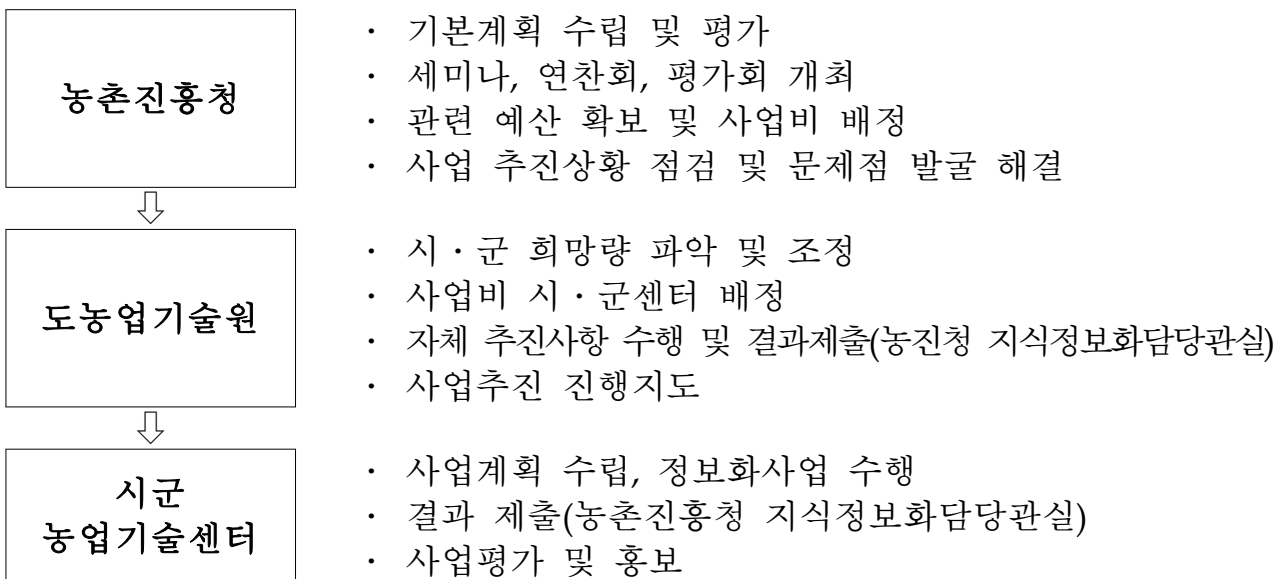 농촌진흥청
· 기본계획 수립 및 평가
· 세미나, 연찬회, 평가회 개최
· 관련 예산 확보 및 사업비 배정
· 사업 추진상황 점검 및 문제점 발굴 해결
도농업기술원
· 시·군 희망량 파악 및 조정
· 사업비 시·군센터 배정
· 자체 추진사항 수행 및 결과제출(농진청 지식정보화담당관실)
· 사업추진 진행지도
시군
농업기술센터
· 사업계획 수립, 정보화사업 수행
· 결과 제출(농촌진흥청 지식정보화담당관실)
· 사업평가 및 홍보